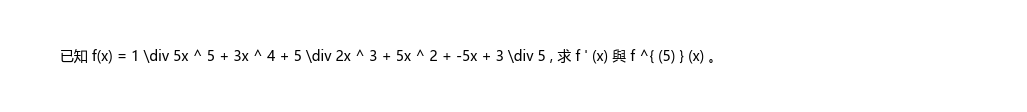 已知 f(x) = 1 \div 5x ^ 5 + 3x ^ 4 + 5 \div 2x ^ 3 + 5x ^ 2 + -5x + 3 \div 5 , 求 f ' (x) 與 f ^{ (5) } (x) 。